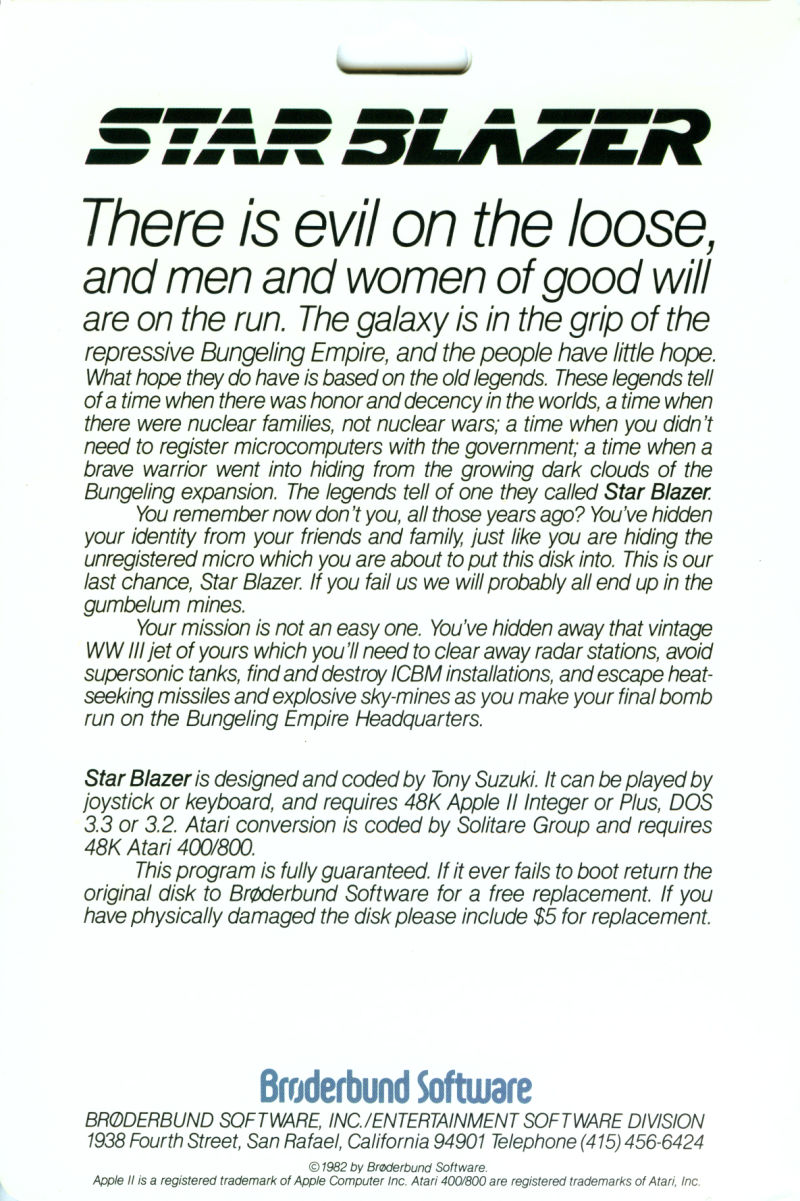 STAR BLAZER
There is evil on the loose,
and men and women of good will
are on the run. The galaxy is in the grip of the
repressive Bungeling Empire, and the people have little hope.
What hope they do have is based on the old legends. These legends tell
of a time when there was honor and decency in the worlds, a time when
there were nuclear families, not nuclear wars; a time when you didn't
need to register microcomputers with the government; a time when a
brave warrior went into hiding from the growing dark clouds of the
Bungeling expansion. The legends tell of one they called Star Blazer.
You remember now don't you, all those years ago? You've hidden
your identity from your friends and family, just like you are hiding the
unregistered micro which you are about to put this disk into. This is our
last chance, Star Blazer. If you fail us we will probably all end up in the
gumbelum mines.
Your mission is not an easy one. You've hidden away that vintage
WW III jet of yours which you'll need to clear away radar stations, avoid
supersonic tanks, find and destroy ICBM installations, and escape heat-
seeking missiles and explosive sky-mines as you make your final bomb
run on the Bungeling Empire Headquarters.
Star Blazer is designed and coded by Tony Suzuki. It can be played by
joystick or keyboard, and requires 48K Apple II Integer or Plus, DOS
3.3 or 3.2. Atari conversion is coded by Solitare Group and requires
48K Atari 400/800.
This program is fully guaranteed. If it ever fails to boot return the
original disk to Brøderbund Software for a free replacement. If you
have physically damaged the disk please include $5 for replacement.
Brøderbund Software
BRØDERBUND SOFTWARE, INC./ENTERTAINMENT SOFTWARE DIVISION
1938 Fourth Street, San Rafael, California 94901 Telephone (415) 456-6424
©1982 by Brøderbund Software.
Apple II is a registered trademark of Apple Computer Inc. Atari 400/800 are registered trademarks of Atari, Inc.